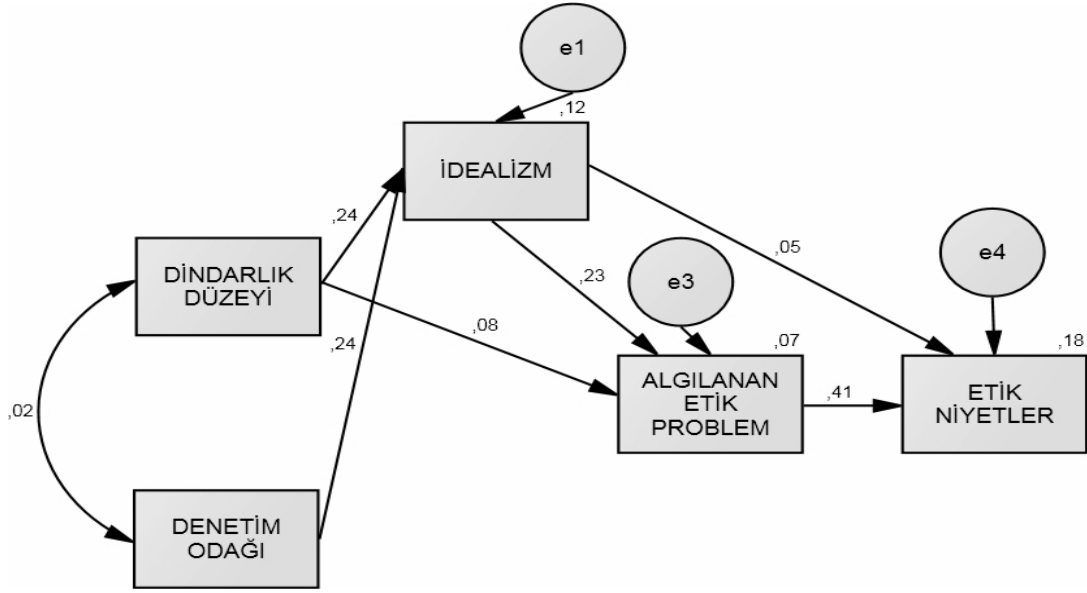 e1
,12
İDEALİZM
,24
,05
e4
DİNDARLIK
DÜZEYİ
,23
e3
,08
,24
,07
,18
ALGILANAN
ETİK
PROBLEM
,41
ETİK
NİYETLER
,02
DENETİM
ODAĞI